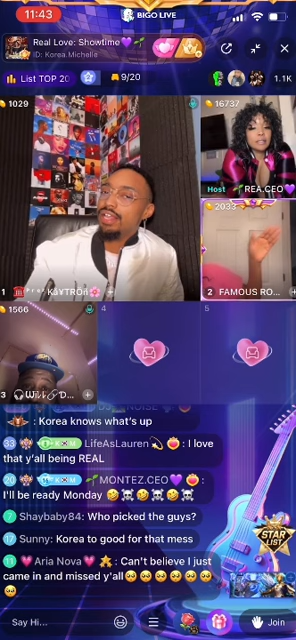 11:43
BIGO LIVE
Real Love: Showtime💜🌱
ID: Korea.Michelle
List TOP 20
9/20
1.1K
1029
16737
Host 🌱REA.CEO💜
2033
1
2 FAMOUS RO...
1566
4
5
3
: Korea knows what's up
33 K🇰🇷M LifeAsLauren💫 : I love
that y'all being REAL
20 K🇰🇷M 🌱MONTEZ.CEO💜 :
I'll be ready Monday 🤣☠️🤣☠️
7 Shaybaby84: Who picked the guys?
17 Sunny: Korea to good for that mess
11 💗Aria Nova💗 : Can't believe I just
came in and missed y'all
STAR
LIST
Say Hi...
Join